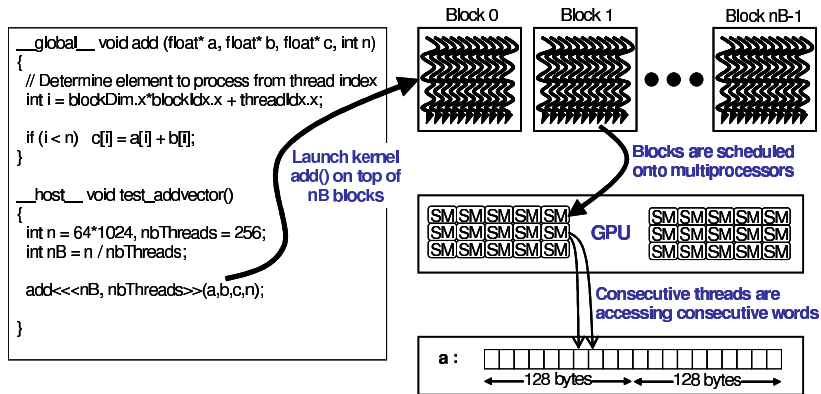 __global__ void add (float* a, float* b, float* c, int n)
{
// Determine element to process from thread index
int i = blockDim.x*blockIdx.x + threadIdx.x;
if (i < n) c[i] = a[i] + b[i];
}
__host__ void test_addvector()
{
int n = 64*1024, nbThreads = 256;
int nB = n / nbThreads;
add<<<nB, nbThreads>>>(a,b,c,n);
}
Launch kernel
add() on top of
nB blocks
Block 0 Block 1 Block nB-1
Blocks are scheduled
onto multiprocessors
SM SM SM SM SM SM SM SM SM SM
SM SM SM SM SM GPU SM SM SM SM SM
SM SM SM SM SM SM SM SM SM SM
Consecutive threads are
accessing consecutive words
a :
128 bytes 128 bytes